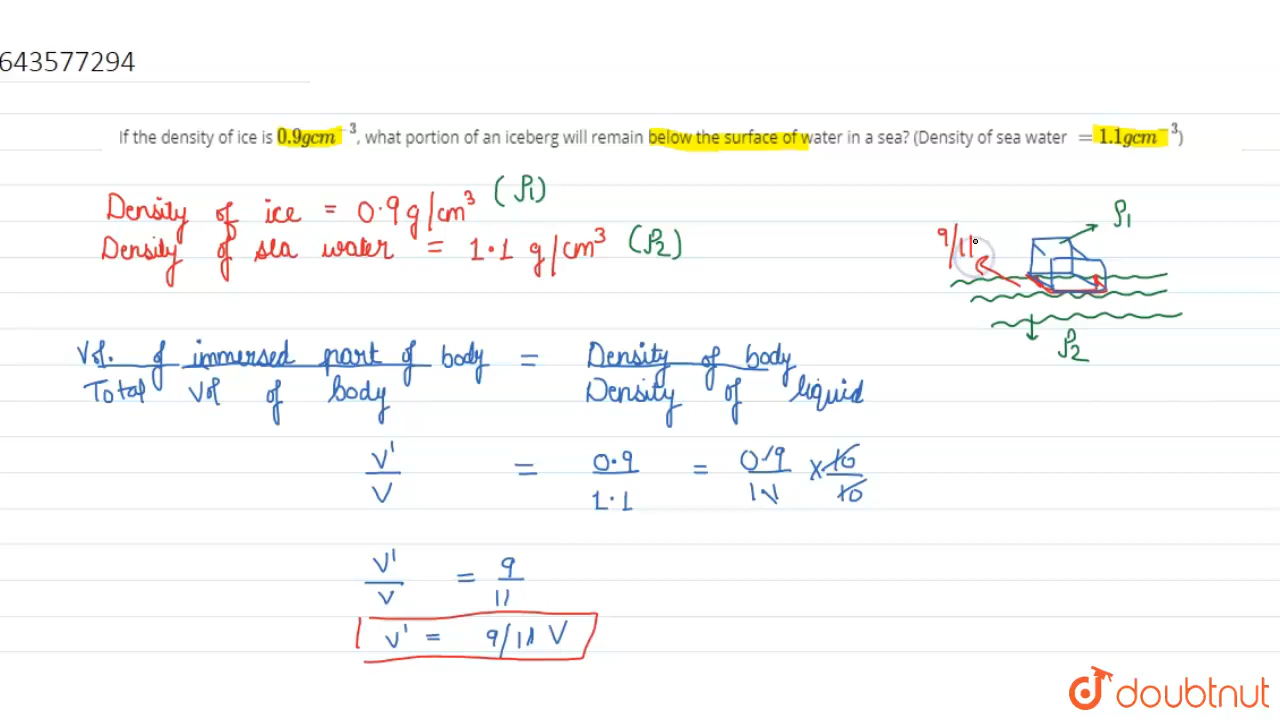 643577294
If the density of ice is 0.9gcm⁻³, what portion of an iceberg will remain below the surface of water in a sea? (Density of sea water = 1.1gcm⁻³)
Density of ice = 0.9 g/cm³ (ρ1)
Density of sea water = 1.1 g/cm³ (ρ2)
9/11
ρ1
ρ2
Vol. of immersed part of body = Density of body
Total Vol of body Density of liquid
V' = 0.9 = 0.9 × 10
V 1.1 1.1 10
V' = 9
V 11
V' = 9/11 V
doubtnut